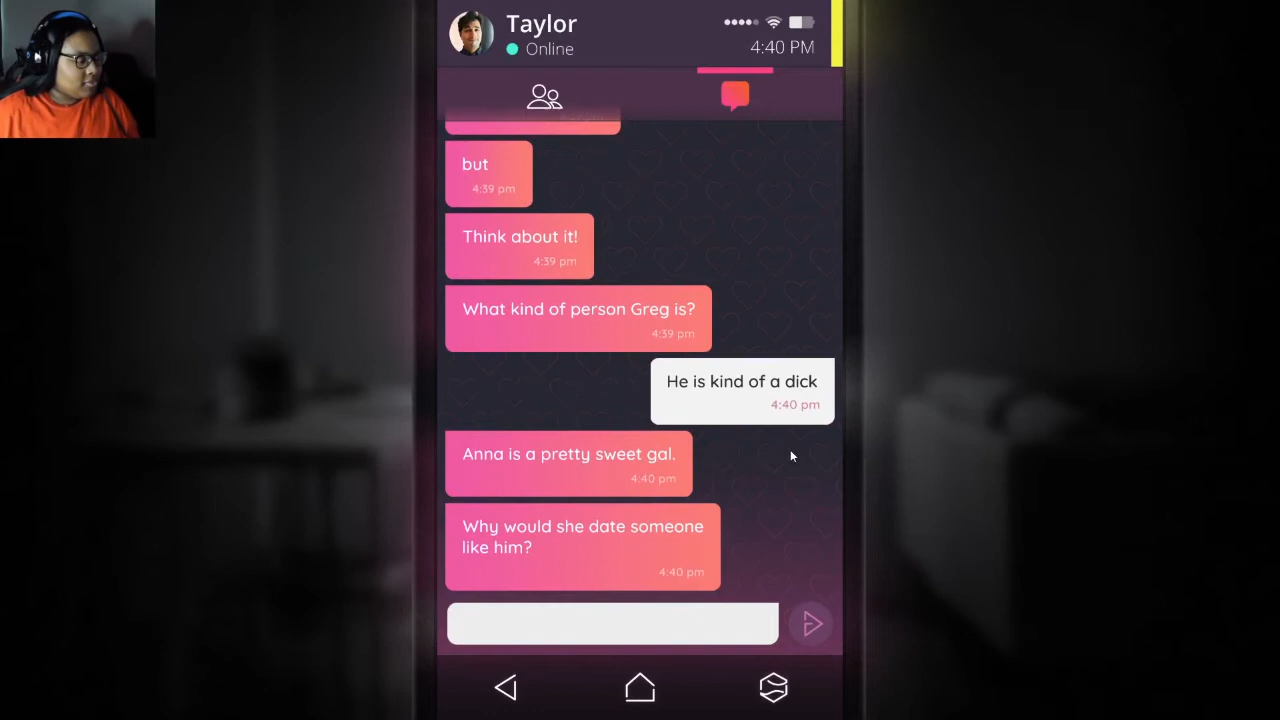 Taylor
Online
4:40 PM
but
4:39 pm
Think about it!
4:39 pm
What kind of person Greg is?
4:39 pm
He is kind of a dick
4:40 pm
Anna is a pretty sweet gal.
4:40 pm
Why would she date someone
like him?
4:40 pm